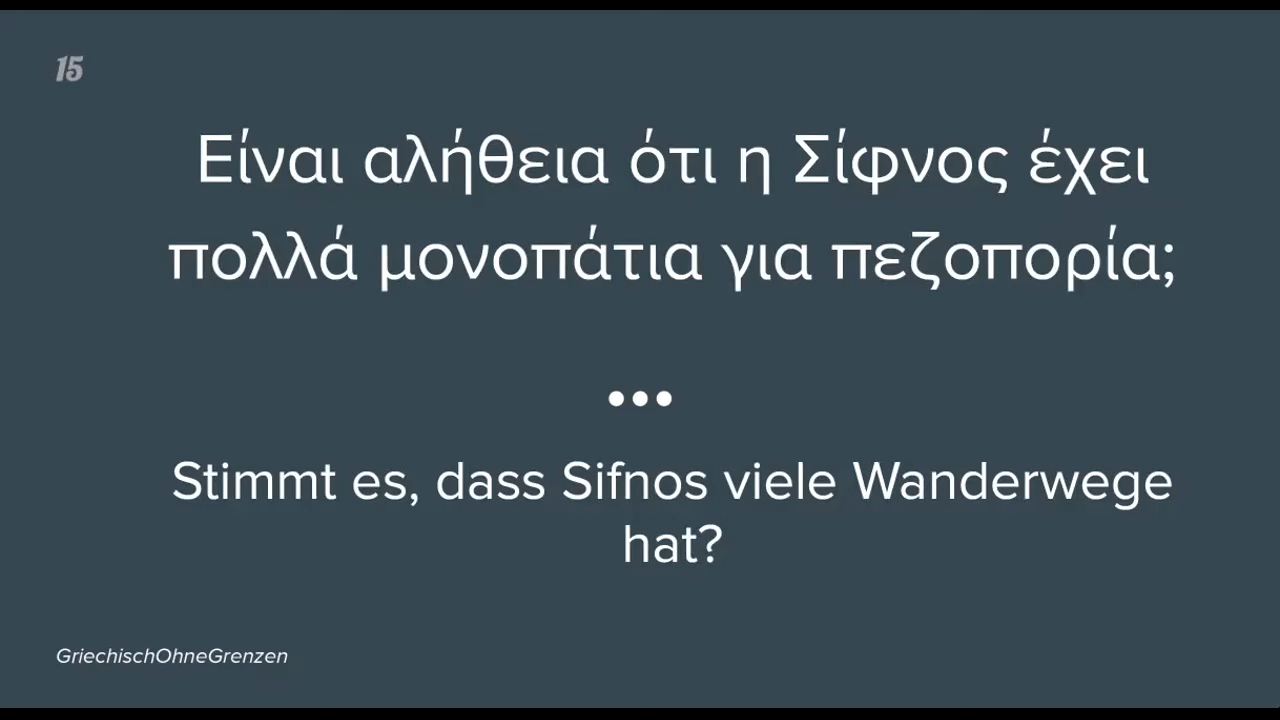 15
Είναι αλήθεια ότι η Σίφνος έχει
πολλά μονοπάτια για πεζοπορία;
•••
Stimmt es, dass Sifnos viele Wanderwege
hat?
GriechischOhneGrenzen